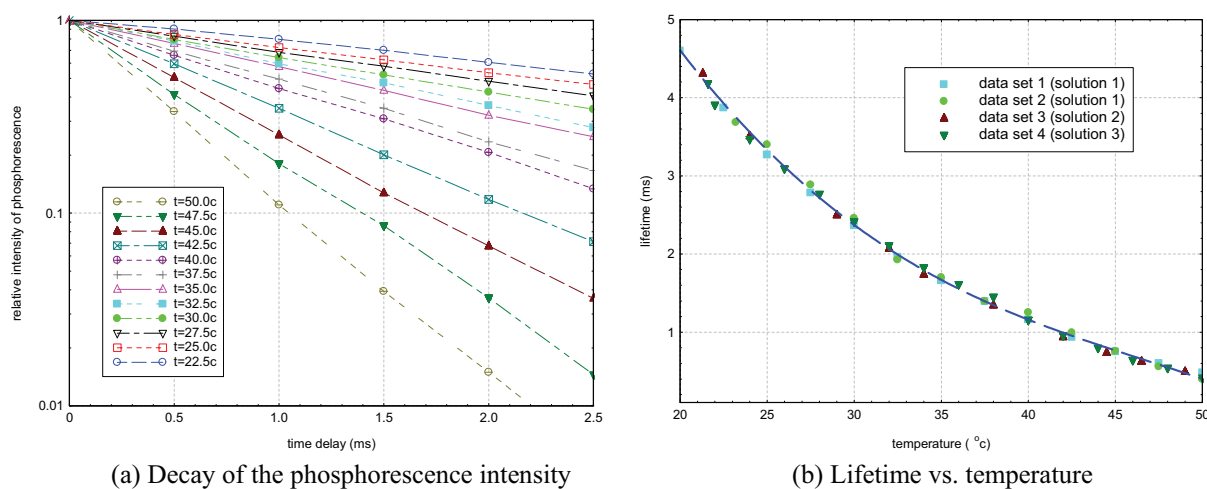 relative intensity of phosphorescence
1
0.1
0.01
t=50.0c
t=47.5c
t=45.0c
t=42.5c
t=40.0c
t=37.5c
t=35.0c
t=32.5c
t=30.0c
t=27.5c
t=25.0c
t=22.5c
0 0.5 1.0 1.5 2.0 2.5
time delay (ms)
(a) Decay of the phosphorescence intensity
lifetime (ms)
5
4
3
2
1
data set 1 (solution 1)
data set 2 (solution 1)
data set 3 (solution 2)
data set 4 (solution 3)
20 25 30 35 40 45 50
temperature ( °c)
(b) Lifetime vs. temperature